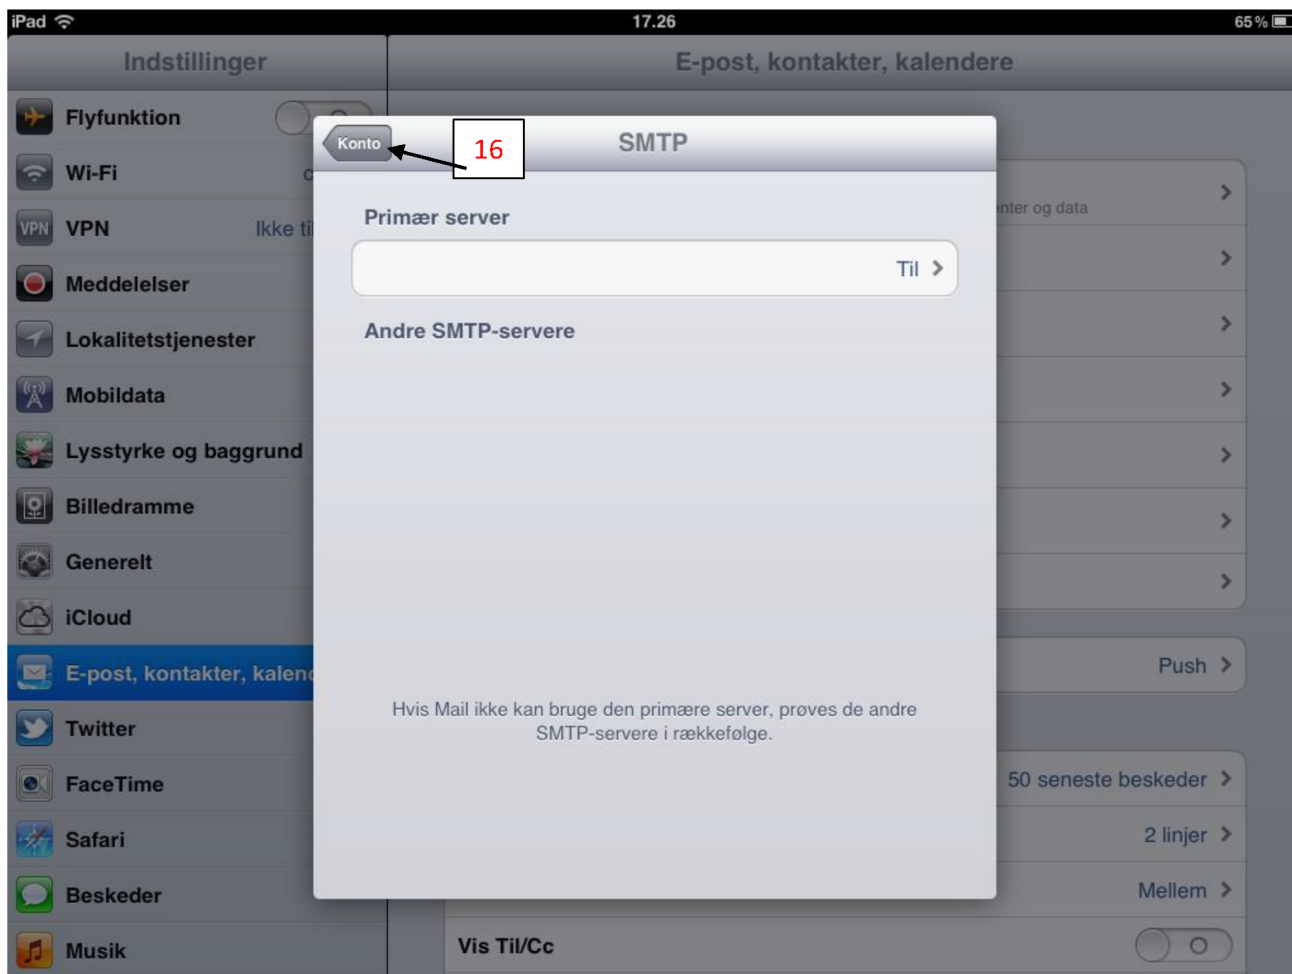 iPad 17.26 65%
Indstillinger
E-post, kontakter, kalendere
Flyfunktion
Wi-Fi
VPN VPN Ikke til
Meddelelser
Lokalitetstjenester
Mobildata
Lysstyrke og baggrund
Billedramme
Generelt
iCloud
E-post, kontakter, kalend
Twitter
FaceTime
Safari
Beskeder
Musik
Konto
16
SMTP
Primær server
Til
Andre SMTP-servere
Hvis Mail ikke kan bruge den primære server, prøves de andre
SMTP-servere i rækkefølge.
og data
Push
50 seneste beskeder
2 linjer
Mellem
Vis Til/Cc